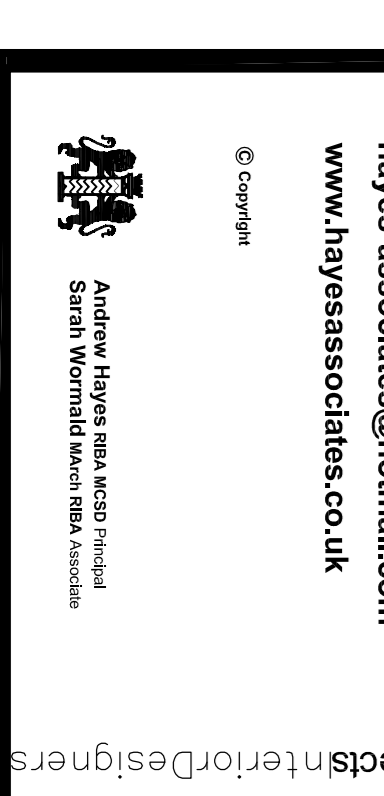 www.hayesassociates.co.uk
© Copyright
Andrew Hayes RIBA MCSD Principal
Sarah Wormald MArch RIBA Associate
InteriorDesigners